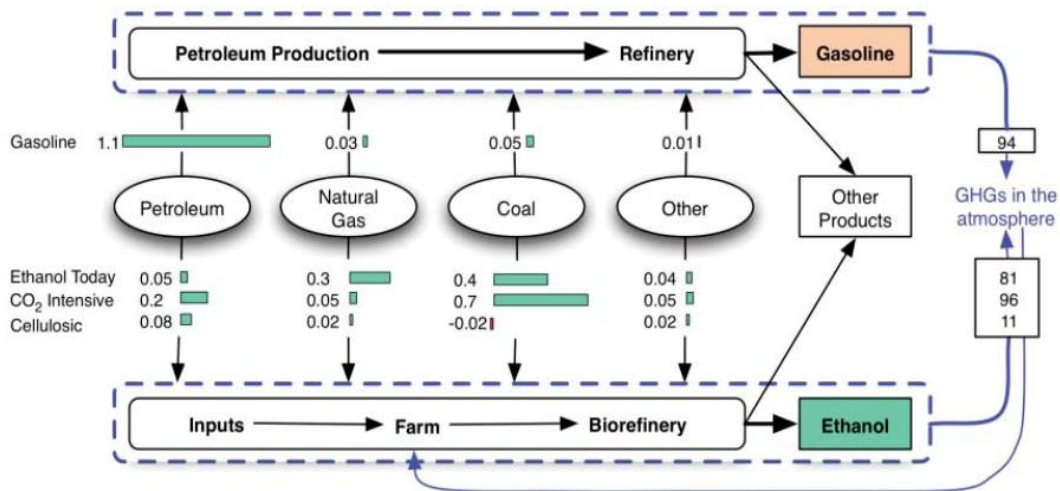 Petroleum Production
Refinery
Gasoline
Gasoline 1.1 0.03 0.05 0.01
94
Petroleum
Natural
Gas
Coal
Other
Other
Products
GHGs in the
atmosphere
Ethanol Today 0.05 0.3 0.4 0.04
CO₂ Intensive 0.2 0.05 0.7 0.05
Cellulosic 0.08 0.02 -0.02 0.02
81
96
11
Inputs
Farm
Biorefinery
Ethanol